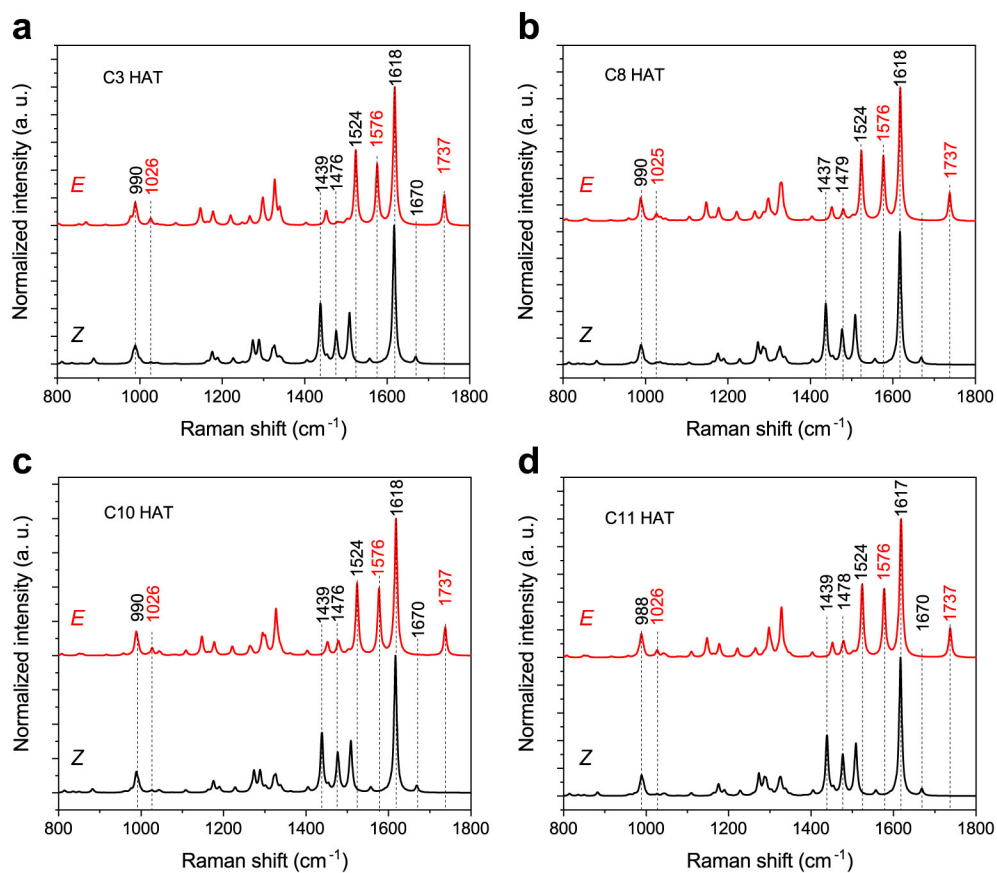 a
C3 HAT
990
1026
1439
1476
1524
1576
1618
1670
1737
E
Z
Normalized intensity (a. u.)
800 1000 1200 1400 1600 1800
Raman shift (cm⁻¹)
b
C8 HAT
990
1025
1437
1479
1524
1576
1618
1670
1737
E
Z
Normalized intensity (a. u.)
800 1000 1200 1400 1600 1800
Raman shift (cm⁻¹)
c
C10 HAT
990
1026
1439
1476
1524
1576
1618
1670
1737
E
Z
Normalized intensity (a. u.)
800 1000 1200 1400 1600 1800
Raman shift (cm⁻¹)
d
C11 HAT
988
1026
1439
1478
1524
1576
1617
1670
1737
E
Z
Normalized intensity (a. u.)
800 1000 1200 1400 1600 1800
Raman shift (cm⁻¹)